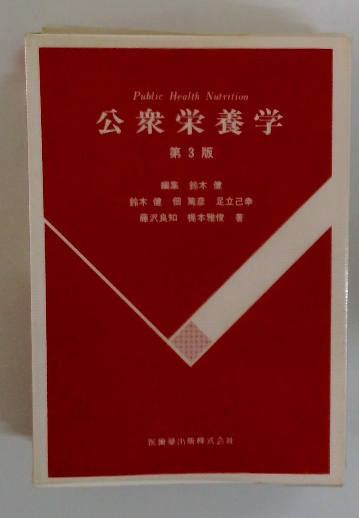 Public Health Nutrition
公衆栄養学
第3版
編集 鈴木 健
鈴木 健 佃 篤彦 足立己幸
藤沢良知 梶本雅俊 著
医歯薬出版株式会社